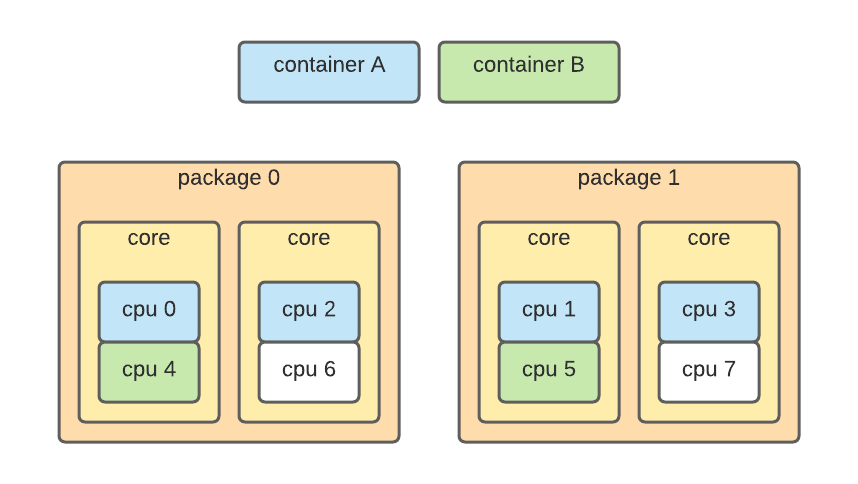 container A
container B
package 0
package 1
core
core
core
core
cpu 0
cpu 2
cpu 1
cpu 3
cpu 4
cpu 6
cpu 5
cpu 7